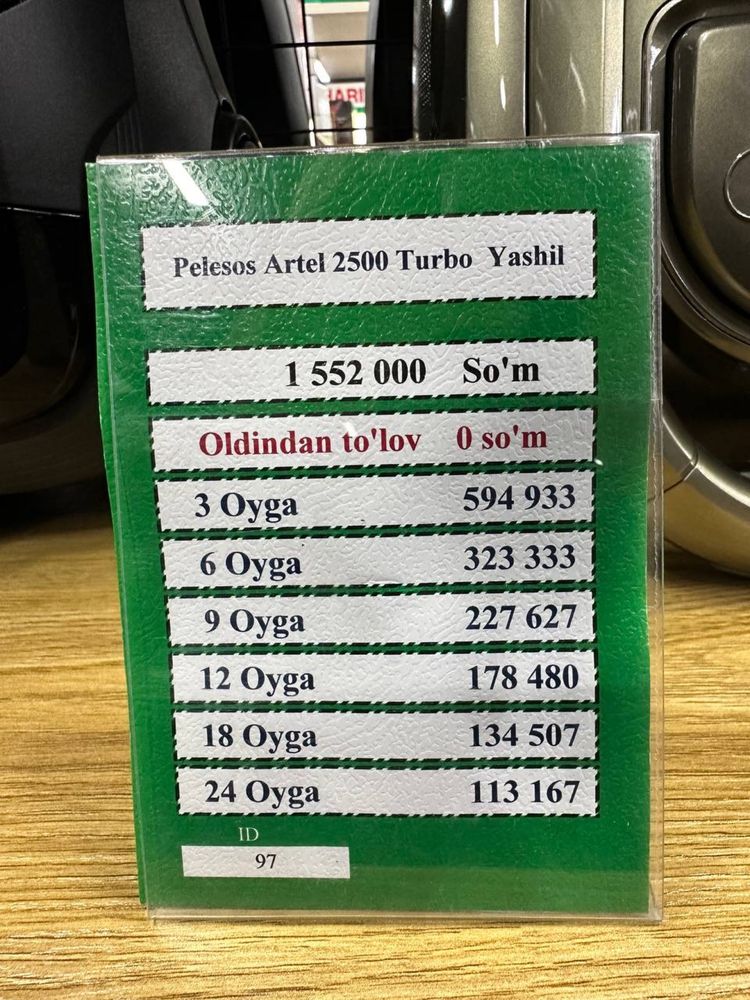 Pelesos Artel 2500 Turbo Yashil
1 552 000 So'm
Oldindan to'lov 0 so'm
3 Oyga 594 933
6 Oyga 323 333
9 Oyga 227 627
12 Oyga 178 480
18 Oyga 134 507
24 Oyga 113 167
ID
97